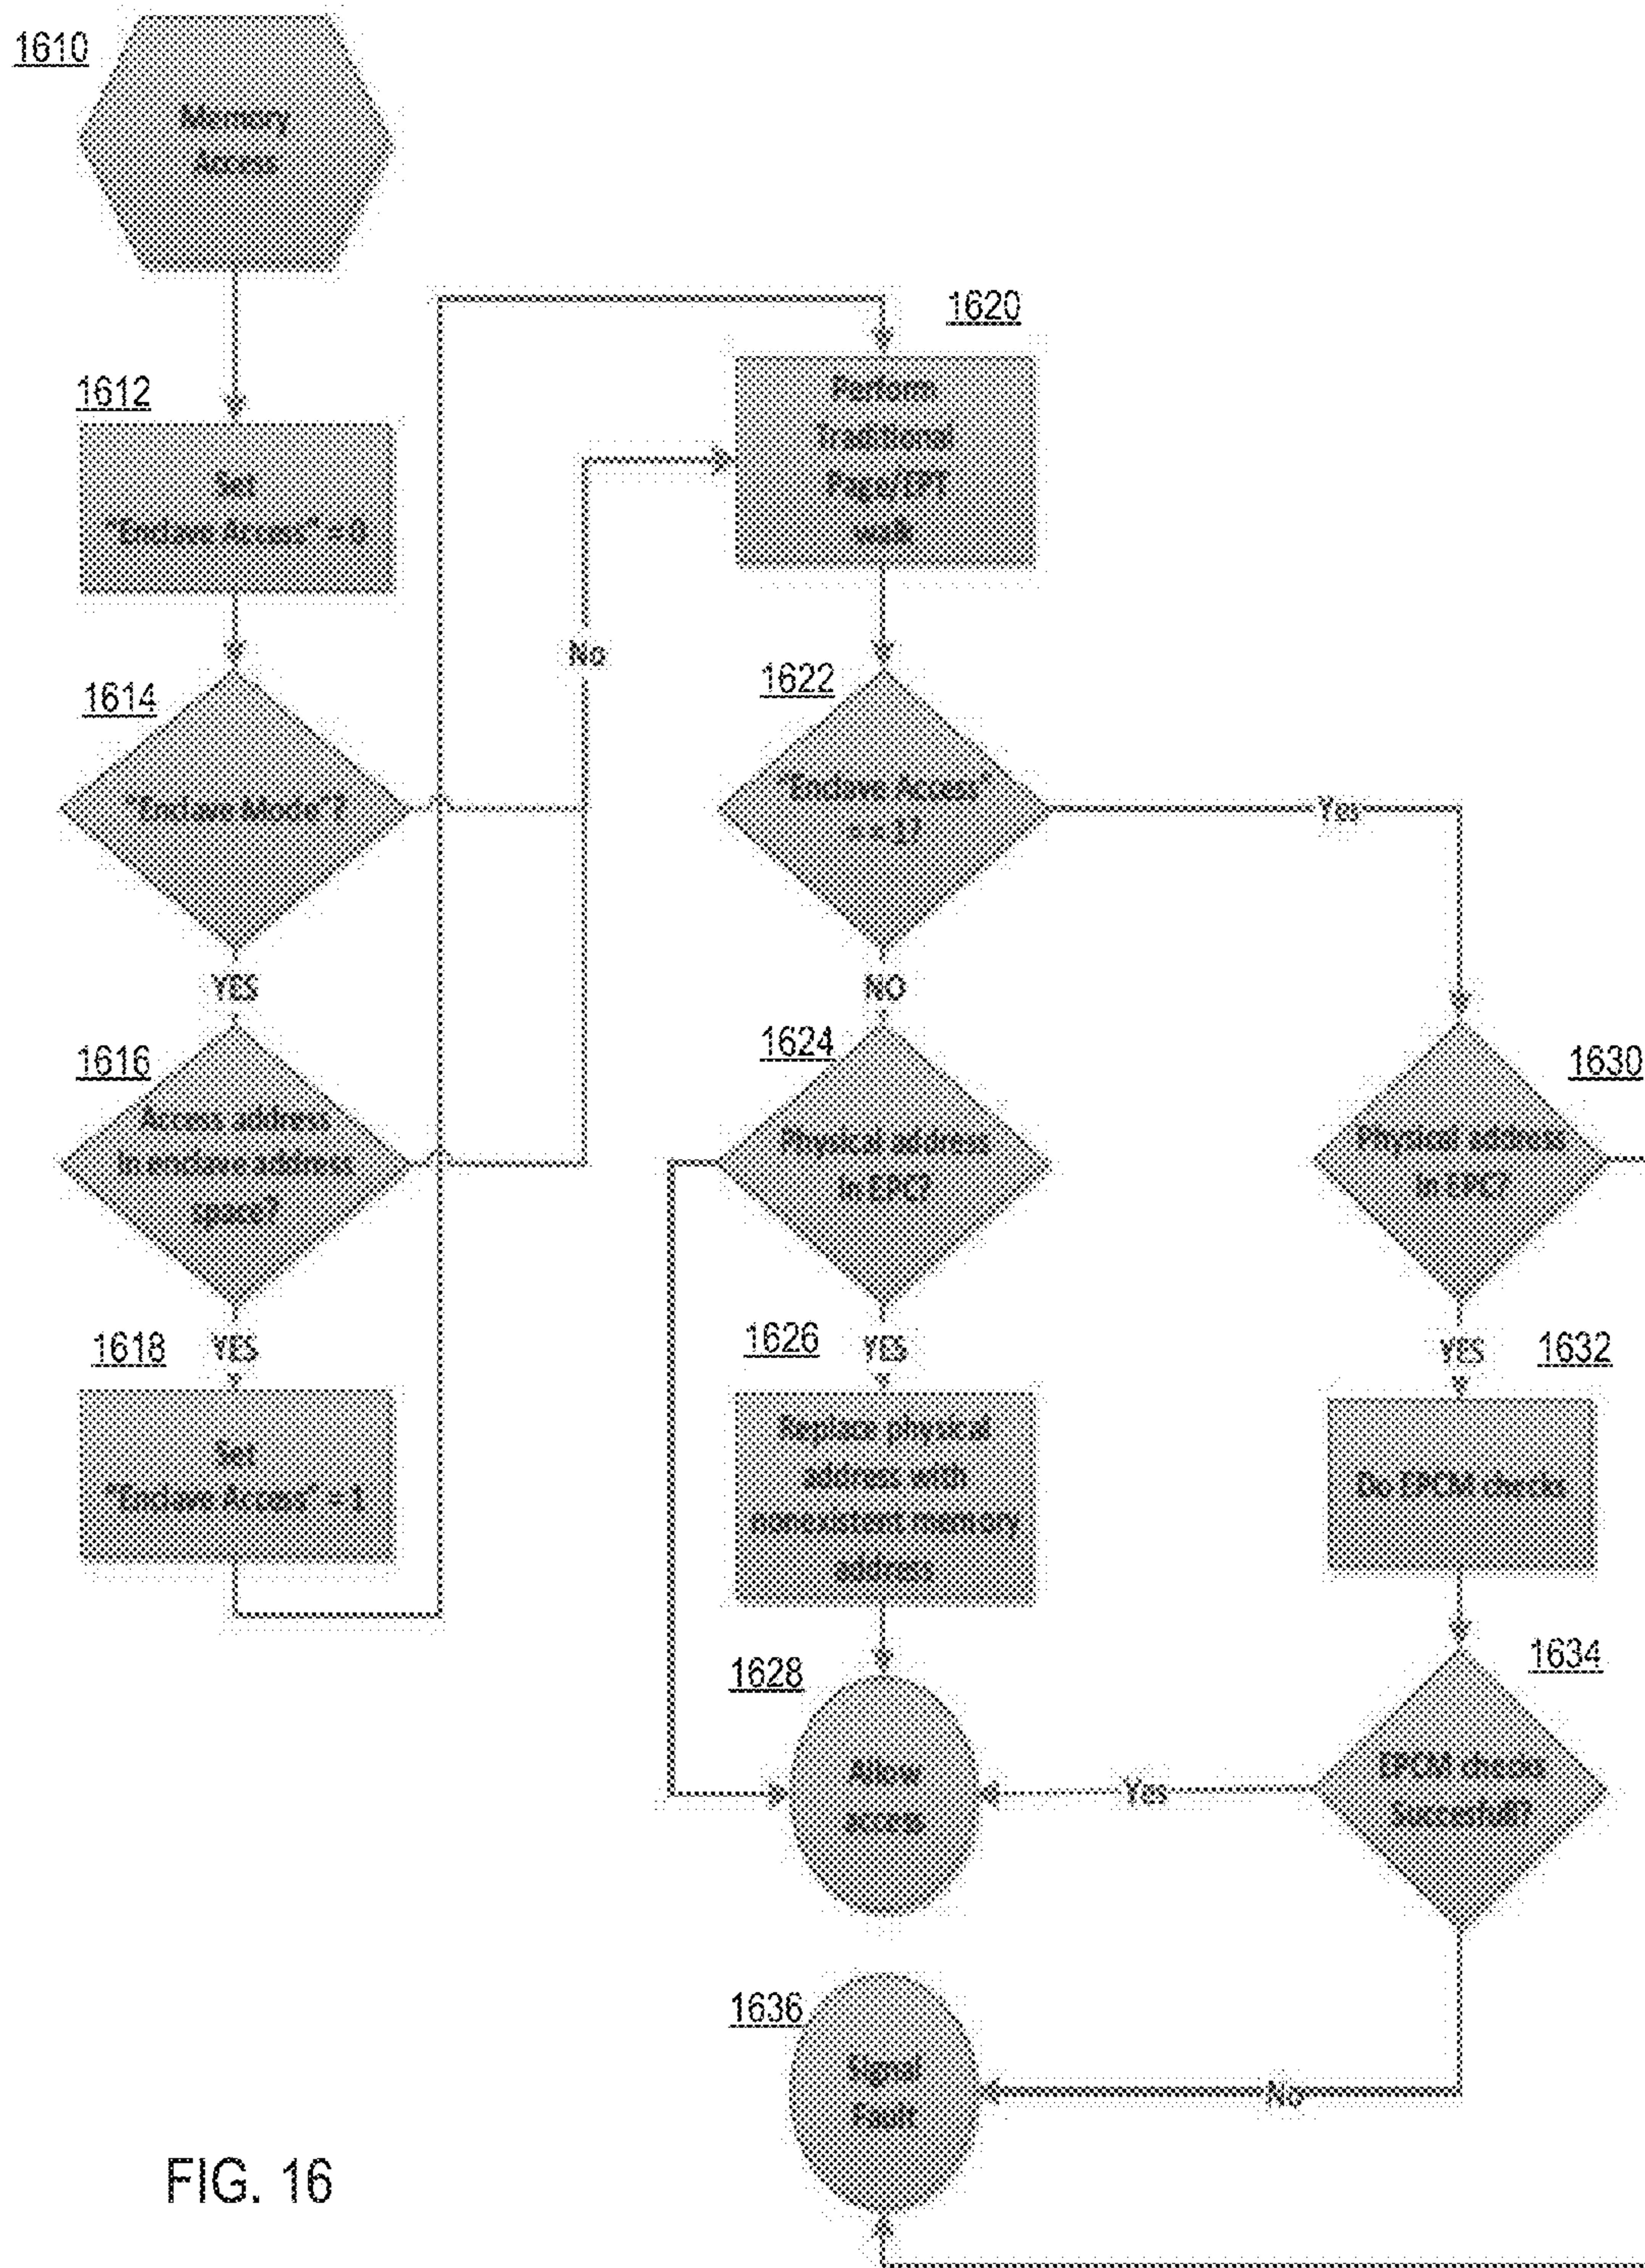 1610
Memory
Access
1612
Set
"Enclave Access" = 0
1614
"Enclave Mode"?
YES
1616
Access address
in enclave address
space?
1618
YES
Set
"Enclave Access" = 1
No
1620
Perform
Traditional
Page/EPT
walk
1622
"Enclave Access"
= = 1?
Yes
NO
1624
Physical address
in EPC?
1626
YES
Replace physical
address with
nonexistent memory
address
1628
Allow
access
1630
Physical address
in EPC?
YES
1632
Do EPCM checks
1634
EPCM checks
Succesfull?
Yes
No
1636
Signal
Fault
FIG. 16